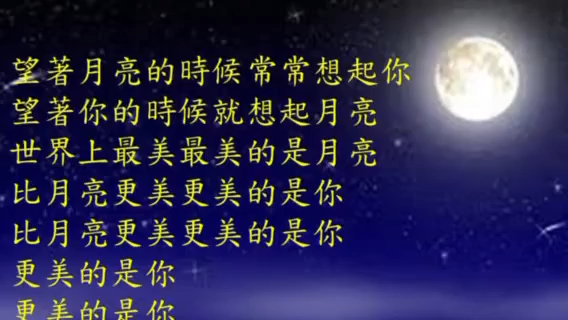 望著月亮的時候常常想起你
望著你的時候就想起月亮
世界上最美最美的是月亮
比月亮更美更美的是你
比月亮更美更美的是你
更美的是你
更美的是你